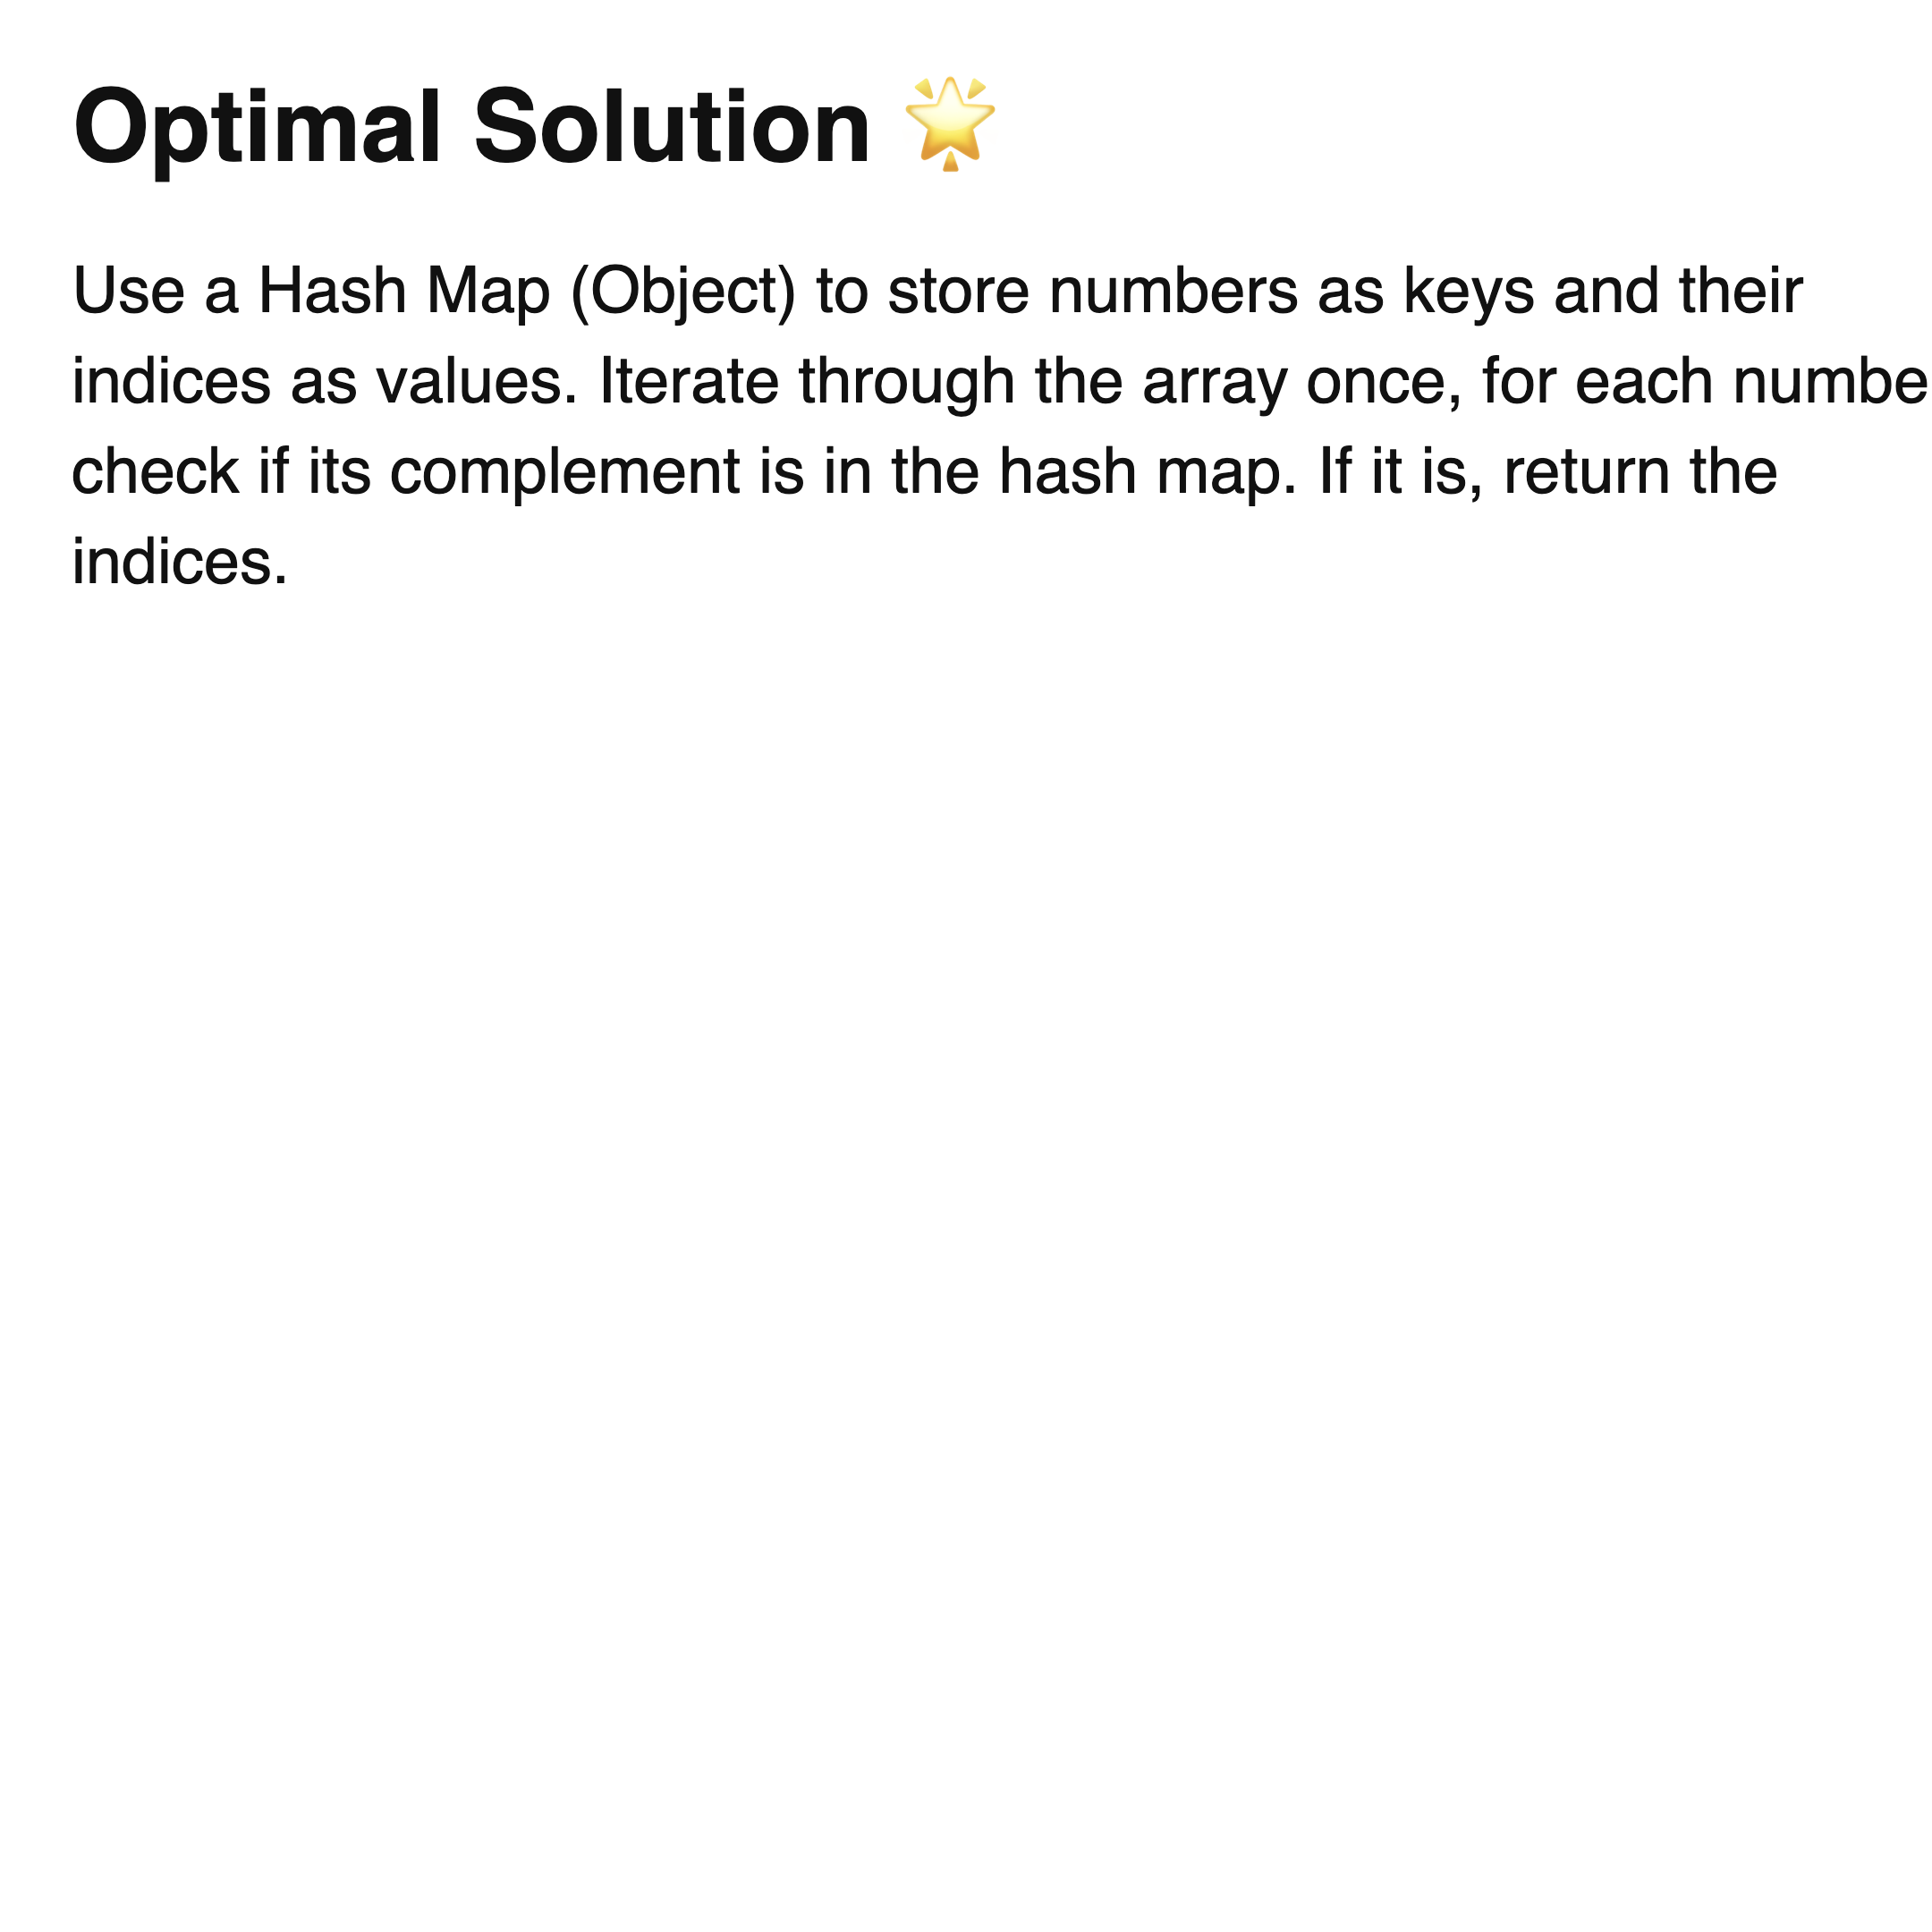 Optimal Solution 🌟
Use a Hash Map (Object) to store numbers as keys and their
indices as values. Iterate through the array once, for each numbe
check if its complement is in the hash map. If it is, return the
indices.